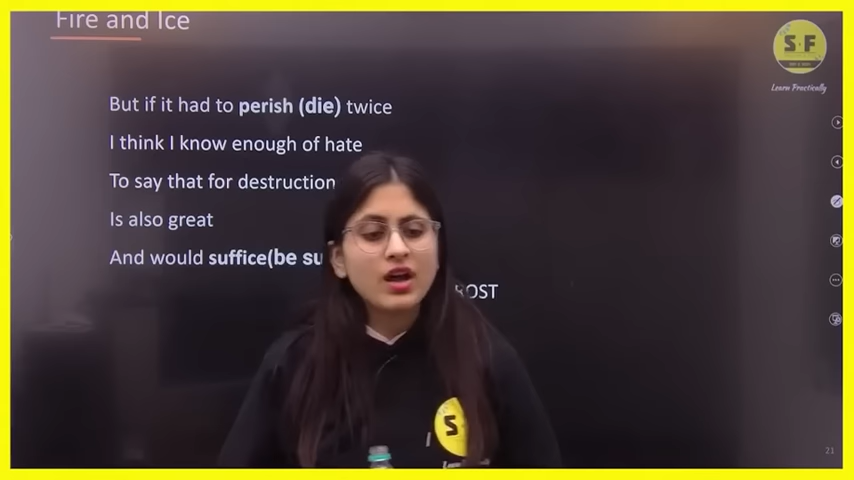 Fire and Ice
S F
Learn Practically
But if it had to perish (die) twice
I think I know enough of hate
To say that for destruction
Is also great
And would suffice(be su
ROST
S
21